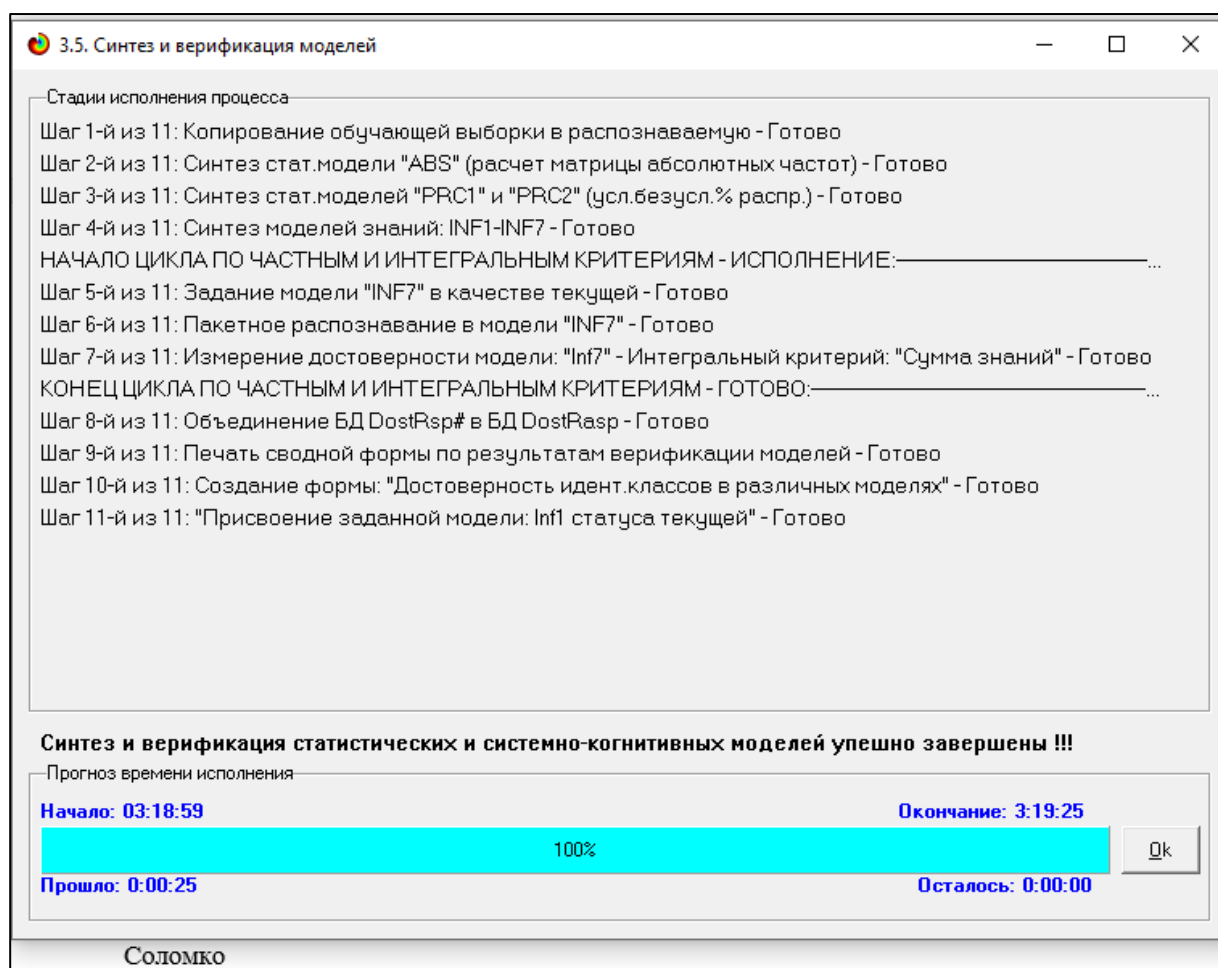 3.5. Синтез и верификация моделей
Стадии исполнения процесса
Шаг 1-й из 11: Копирование обучающей выборки в распознаваемую - Готово
Шаг 2-й из 11: Синтез стат.модели "ABS" (расчет матрицы абсолютных частот) - Готово
Шаг 3-й из 11: Синтез стат.моделей "PRC1" и "PRC2" (усл.безусл.% распр.) - Готово
Шаг 4-й из 11: Синтез моделей знаний: INF1-INF7 - Готово
НАЧАЛО ЦИКЛА ПО ЧАСТНЫМ И ИНТЕГРАЛЬНЫМ КРИТЕРИЯМ - ИСПОЛНЕНИЕ:——————————...
Шаг 5-й из 11: Задание модели "INF7" в качестве текущей - Готово
Шаг 6-й из 11: Пакетное распознавание в модели "INF7" - Готово
Шаг 7-й из 11: Измерение достоверности модели: "Inf7" - Интегральный критерий: "Сумма знаний" - Готово
КОНЕЦ ЦИКЛА ПО ЧАСТНЫМ И ИНТЕГРАЛЬНЫМ КРИТЕРИЯМ - ГОТОВО:——————————————...
Шаг 8-й из 11: Объединение БД DostRsp# в БД DostRasp - Готово
Шаг 9-й из 11: Печать сводной формы по результатам верификации моделей - Готово
Шаг 10-й из 11: Создание формы: "Достоверность идент.классов в различных моделях" - Готово
Шаг 11-й из 11: "Присвоение заданной модели: Inf1 статуса текущей" - Готово
Синтез и верификация статистических и системно-когнитивных моделей упешно завершены !!!
Прогноз времени исполнения
Начало: 03:18:59 Окончание: 3:19:25
100% Ok
Прошло: 0:00:25 Осталось: 0:00:00
Соломко